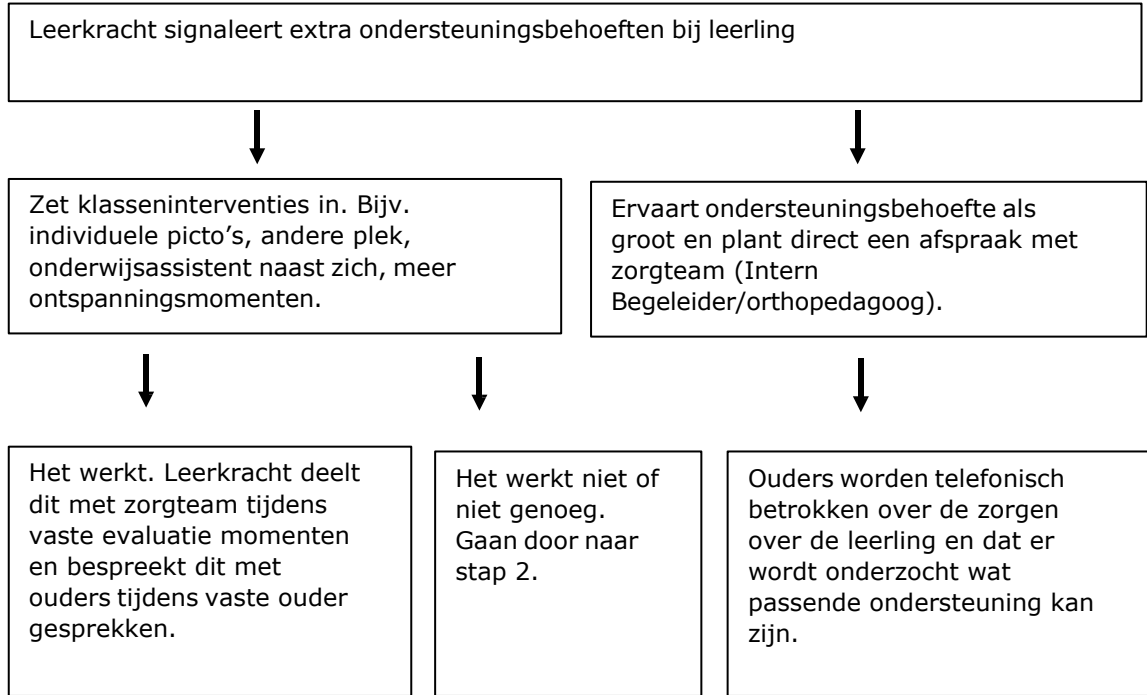 Leerkracht signaleert extra ondersteuningsbehoeften bij leerling
Zet klasseninterventies in. Bijv.
individuele picto's, andere plek,
onderwijsassistent naast zich, meer
ontspanningsmomenten.
Ervaart ondersteuningsbehoefte als
groot en plant direct een afspraak met
zorgteam (Intern
Begeleider/orthopedagoog).
Het werkt. Leerkracht deelt
dit met zorgteam tijdens
vaste evaluatie momenten
en bespreekt dit met
ouders tijdens vaste ouder
gesprekken.
Het werkt niet of
niet genoeg.
Gaan door naar
stap 2.
Ouders worden telefonisch
betrokken over de zorgen
over de leerling en dat er
wordt onderzocht wat
passende ondersteuning kan
zijn.